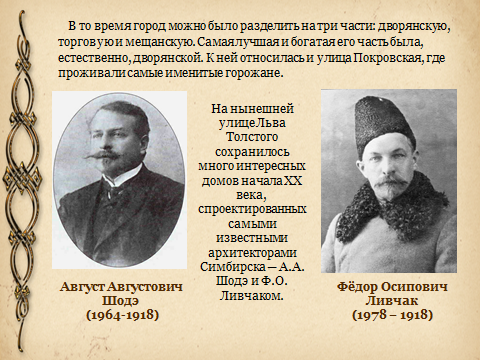 В то время город можно было разделить на три части: дворянскую,
торговую и мещанскую. Самая лучшая и богатая его часть была,
естественно, дворянской. К ней относилась и улица Покровская, где
проживали самые именитые горожане.
На нынешней
улице Льва
Толстого
сохранилось
много интересных
домов начала XX
века,
спроектированных
самыми
известными
архитекторами
Симбирска — А.А.
Шодэ и Ф.О.
Ливчаком.
Август Августович
Шодэ
(1964-1918)
Фёдор Осипович
Ливчак
(1978 – 1918)